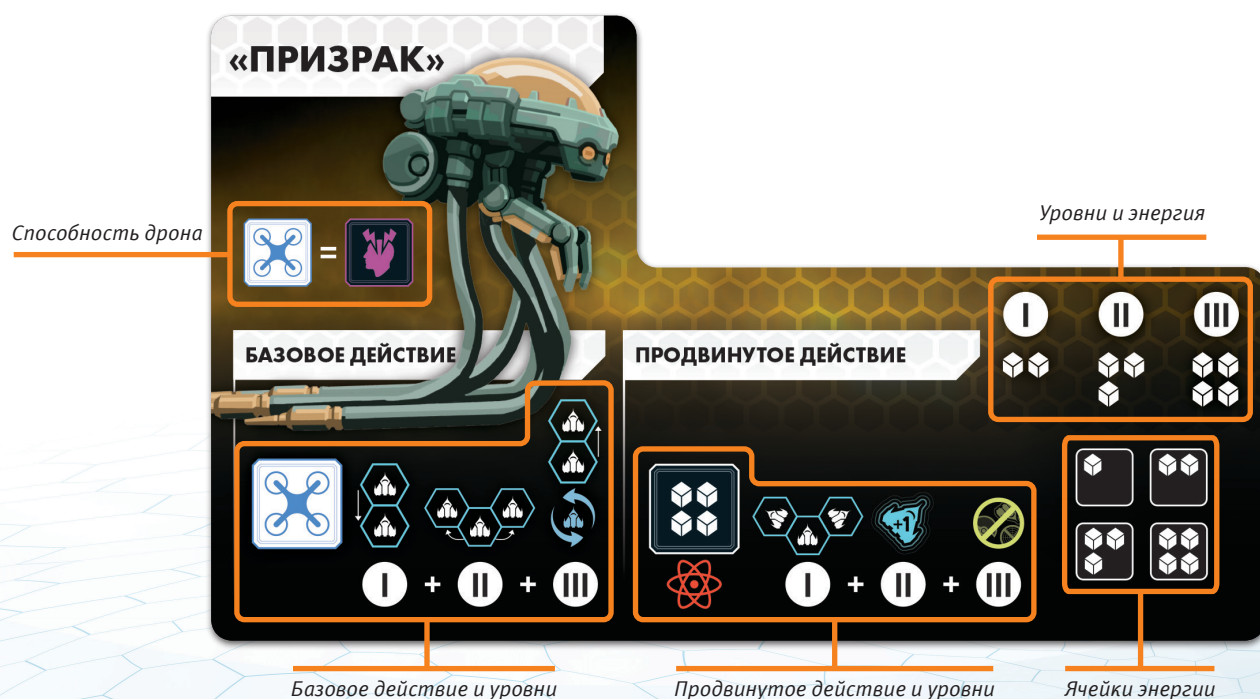 «ПРИЗРАК»
Способность дрона
=
Уровни и энергия
I II III
БАЗОВОЕ ДЕЙСТВИЕ
ПРОДВИНУТОЕ ДЕЙСТВИЕ
+1
I + II + III
I + II + III
Базовое действие и уровни
Продвинутое действие и уровни
Ячейки энергии